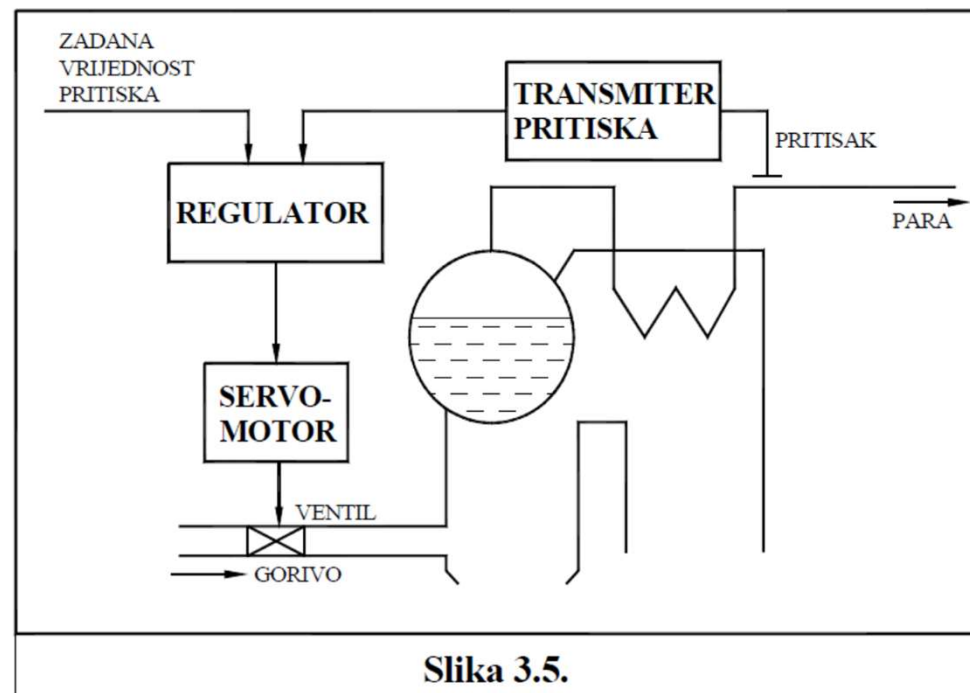 ZADANA
VRIJEDNOST
PRITISKA
TRANSMITER
PRITISKA
PRITISAK
REGULATOR
PARA
SERVO-
MOTOR
VENTIL
GORIVO
Slika 3.5.